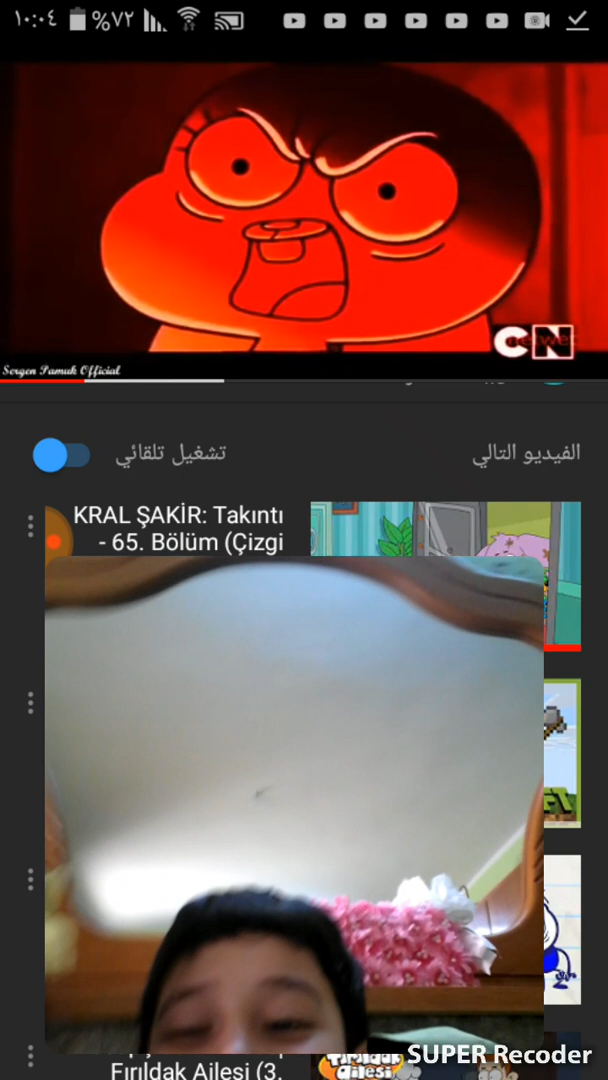 ١٠:٠٤ %٧٢
CN
Sergen Pamuk Official
الفيديو التالي
تشغيل تلقائي
KRAL ŞAKİR: Takıntı
- 65. Bölüm (Çizgi
Fırıldak Ailesi (3.
fırıldak
ailesi
SUPER Recoder